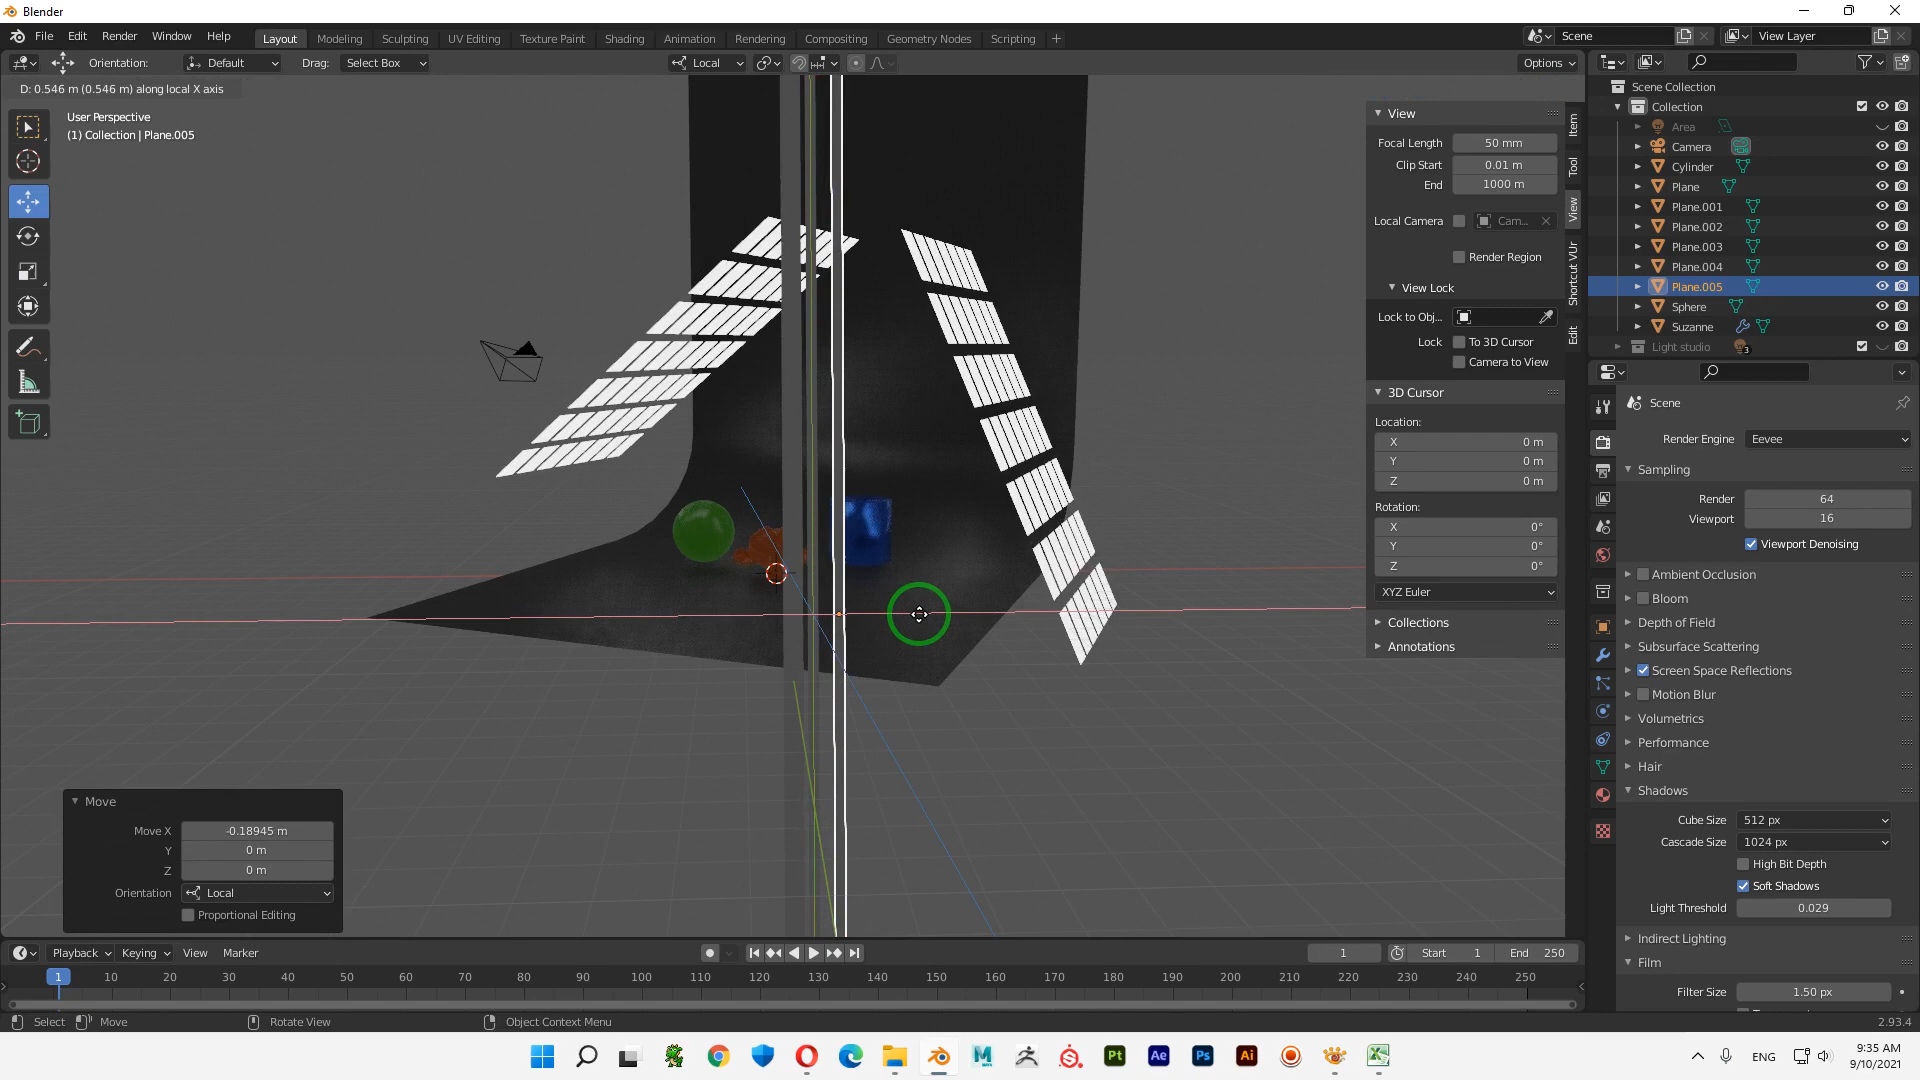 Blender
File Edit Render Window Help
Layout Modeling Sculpting UV Editing Texture Paint Shading Animation Rendering Compositing Geometry Nodes Scripting
Scene
View Layer
Orientation: Default Drag: Select Box Local Options
D: 0.546 m (0.546 m) along local X axis
User Perspective
(1) Collection | Plane.005
View
Focal Length 50 mm
Clip Start 0.01 m
End 1000 m
Local Camera Cam...
Render Region
View Lock
Lock to Obj...
Lock To 3D Cursor
Camera to View
3D Cursor
Location:
X 0 m
Y 0 m
Z 0 m
Rotation:
X 0°
Y 0°
Z 0°
XYZ Euler
Collections
Annotations
Item
Tool
View
Shortcut VUr
Edit
Scene Collection
Collection
Area
Camera
Cylinder
Plane
Plane.001
Plane.002
Plane.003
Plane.004
Plane.005
Sphere
Suzanne
Light studio 3
Scene
Render Engine Eevee
Sampling
Render 64
Viewport 16
Viewport Denoising
Ambient Occlusion
Bloom
Depth of Field
Subsurface Scattering
Screen Space Reflections
Motion Blur
Volumetrics
Performance
Hair
Shadows
Cube Size 512 px
Cascade Size 1024 px
High Bit Depth
Soft Shadows
Light Threshold 0.029
Indirect Lighting
Film
Filter Size 1.50 px
Move
Move X -0.18945 m
Y 0 m
Z 0 m
Orientation Local
Proportional Editing
Playback Keying View Marker
1 Start 1 End 250
1 10 20 30 40 50 60 70 80 90 100 110 120 130 140 150 160 170 180 190 200 210 220 230 240 250
Select Move Rotate View Object Context Menu 2.93.4
Pt Ae Ps Ai
ENG
9:35 AM
9/10/2021